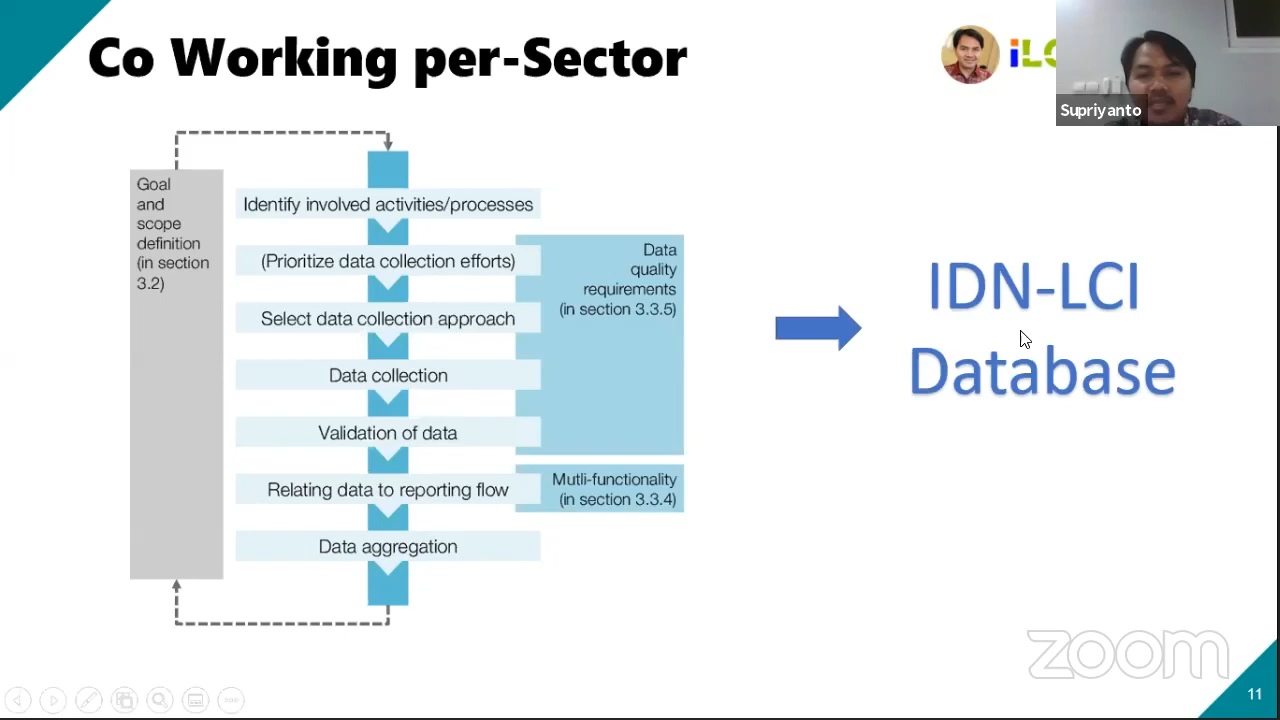 Co Working per-Sector
iLC
Supriyanto
Goal
and
scope
definition
(in section
3.2)
Identify involved activities/processes
(Prioritize data collection efforts)
Select data collection approach
Data collection
Validation of data
Relating data to reporting flow
Data aggregation
Data
quality
requirements
(in section 3.3.5)
Mutli-functionality
(in section 3.3.4)
IDN-LCI
Database
zoom
11